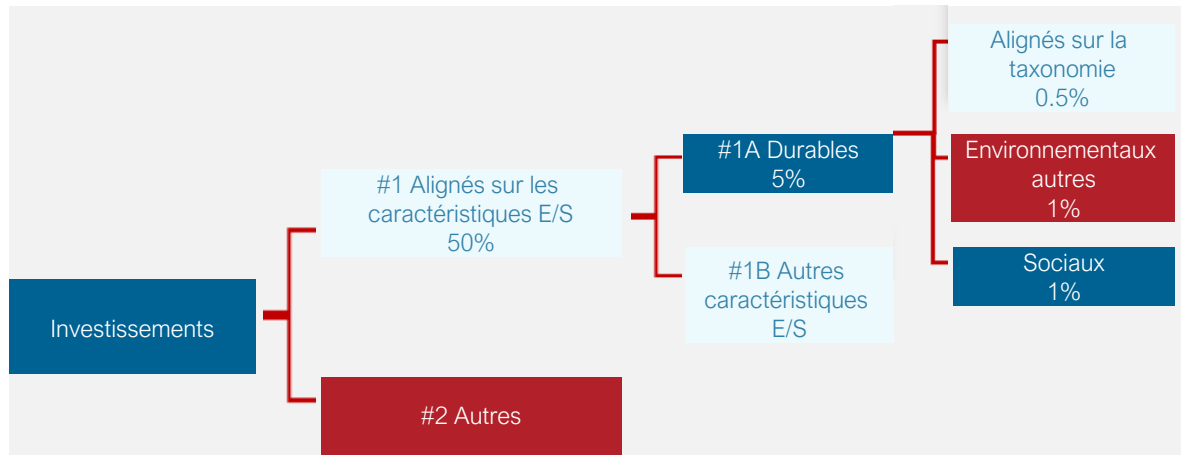 Investissements
#1 Alignés sur les
caractéristiques E/S
50%
#2 Autres
#1A Durables
5%
#1B Autres
caractéristiques
E/S
Alignés sur la
taxonomie
0.5%
Environnementaux
autres
1%
Sociaux
1%